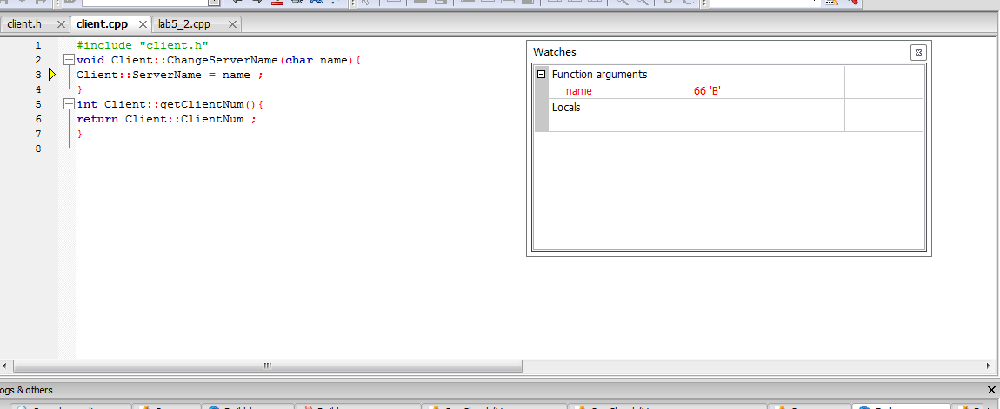 client.h
client.cpp
lab5_2.cpp
1 #include "client.h"
2 void Client::ChangeServerName(char name){
3 Client::ServerName = name ;
4 }
5 int Client::getClientNum(){
6 return Client::ClientNum ;
7 }
8
Watches
Function arguments
name 66 'B'
Locals
ogs & others